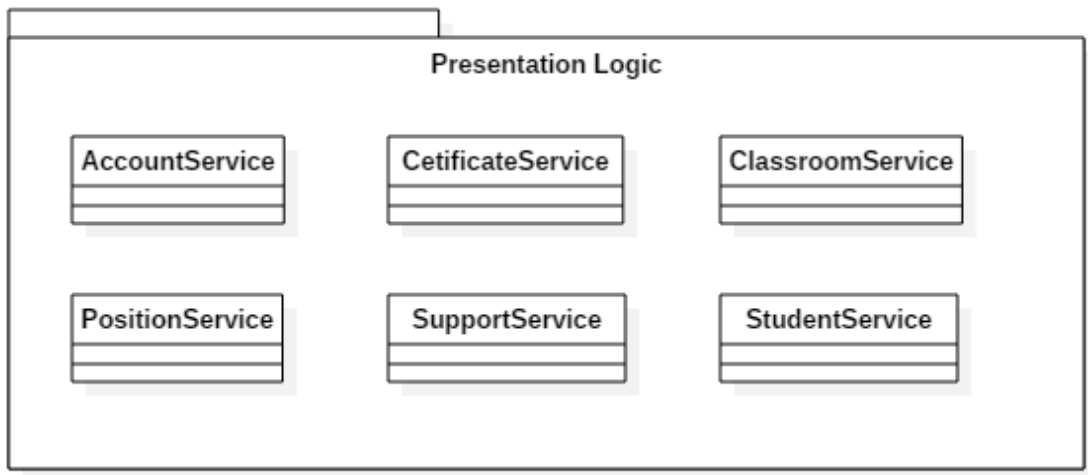 Presentation Logic
AccountService
CetificateService
ClassroomService
PositionService
SupportService
StudentService